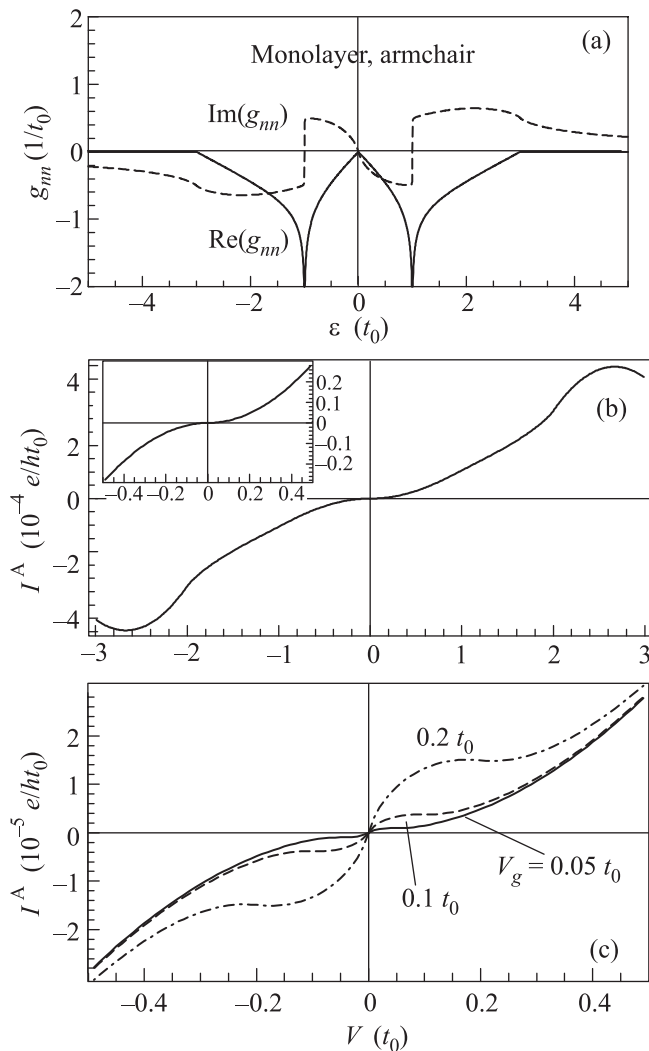 2
(a)
Monolayer, armchair
1
Im(g_nn)
g_nn (1/t_0)
0
–1
Re(g_nn)
–2
–4 –2 0 2 4
ε (t_0)
4
0.2
(b)
0.1
2
0
–0.1
–0.2
–0.4 –0.2 0 0.2 0.4
0
I^A (10^–4 e/ht_0)
–2
–4
–3 –2 –1 0 1 2 3
2
0.2 t_0
1
I^A (10^–5 e/ht_0)
0
V_g = 0.05 t_0
–1
0.1 t_0
–2
(c)
–0.4 –0.2 0 0.2 0.4
V (t_0)